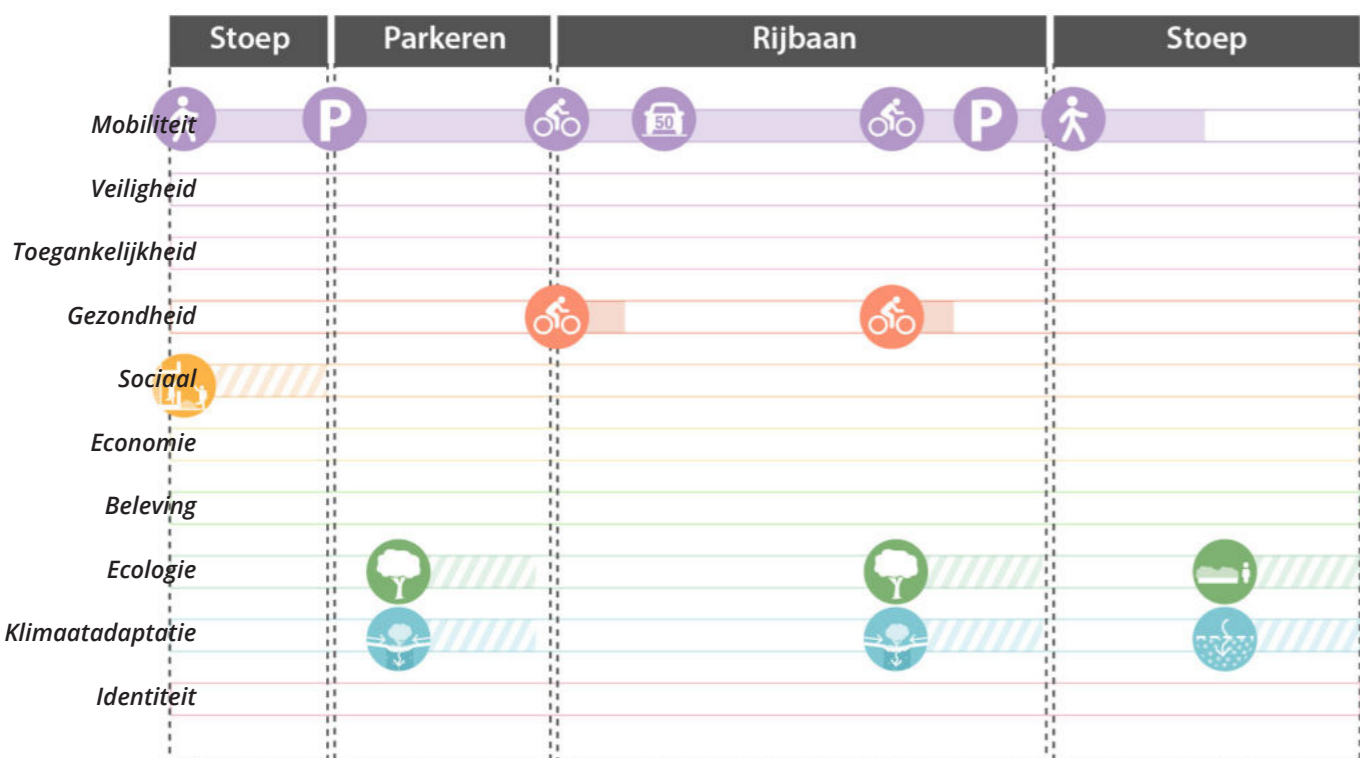 Stoep Parkeren Rijbaan Stoep
Mobiliteit P 50 P
Veiligheid
Toegankelijkheid
Gezondheid
Sociaal
Economie
Beleving
Ecologie
Klimaatadaptatie
Identiteit